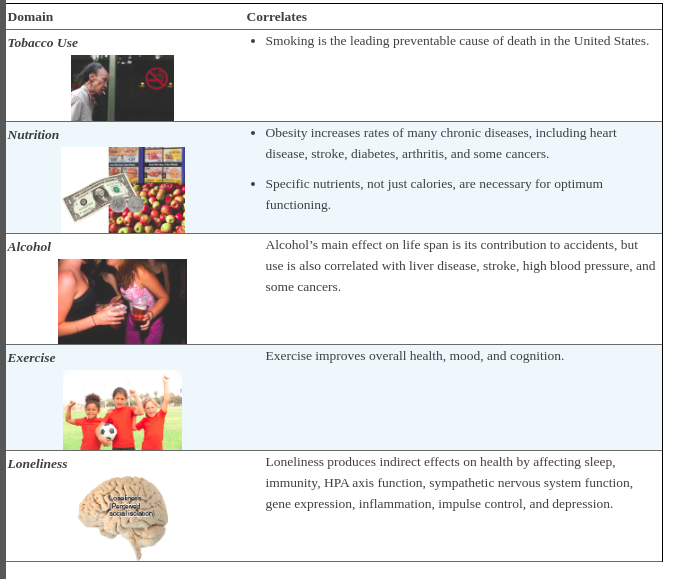 Domain Correlates
Tobacco Use
• Smoking is the leading preventable cause of death in the United States.
Nutrition
• Obesity increases rates of many chronic diseases, including heart
disease, stroke, diabetes, arthritis, and some cancers.
• Specific nutrients, not just calories, are necessary for optimum
functioning.
Alcohol
Alcohol’s main effect on life span is its contribution to accidents, but
use is also correlated with liver disease, stroke, high blood pressure, and
some cancers.
Exercise
Exercise improves overall health, mood, and cognition.
Loneliness
Loneliness produces indirect effects on health by affecting sleep,
immunity, HPA axis function, sympathetic nervous system function,
gene expression, inflammation, impulse control, and depression.
Loneliness
(Perceived
social isolation)